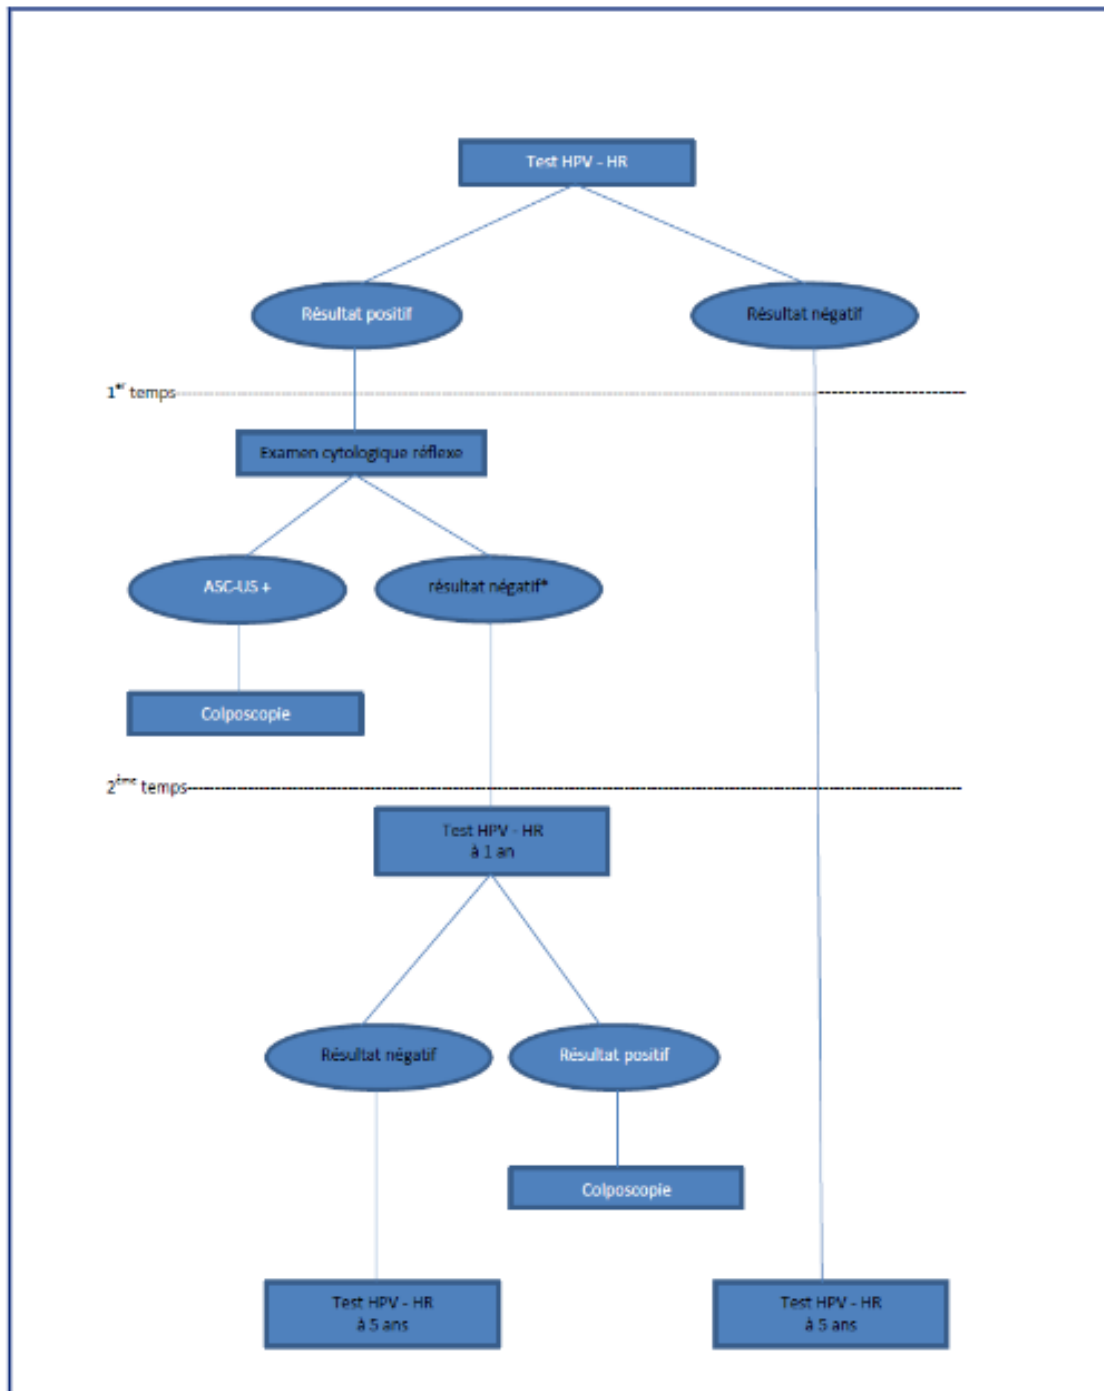 Test HPV - HR
Résultat positif
Résultat négatif
1er temps
Examen cytologique réflexe
ASC-US +
résultat négatif*
Colposcopie
2ème temps
Test HPV - HR
à 1 an
Résultat négatif
Résultat positif
Colposcopie
Test HPV - HR
à 5 ans
Test HPV - HR
à 5 ans